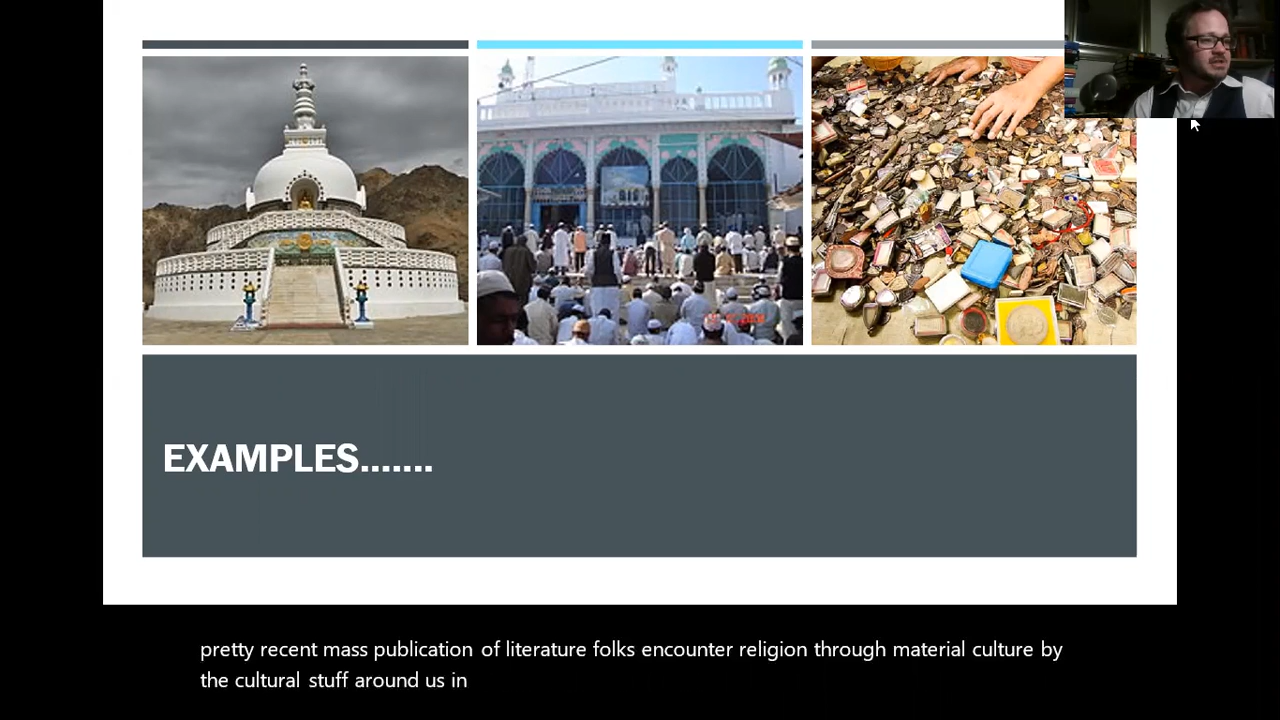 EXAMPLES.......
pretty recent mass publication of literature folks encounter religion through material culture by
the cultural stuff around us in